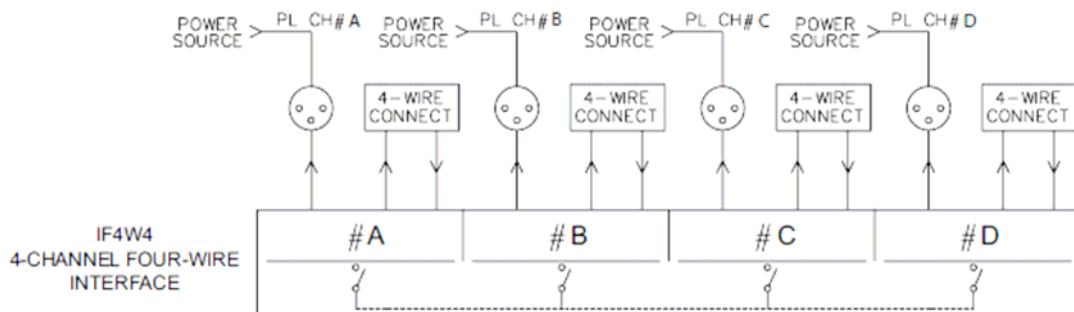 POWER SOURCE PL CH# A
POWER SOURCE PL CH# B
POWER SOURCE PL CH# C
POWER SOURCE PL CH# D
4-WIRE CONNECT
4-WIRE CONNECT
4-WIRE CONNECT
4-WIRE CONNECT
IF4W4
4-CHANNEL FOUR-WIRE
INTERFACE
#A
#B
#C
#D